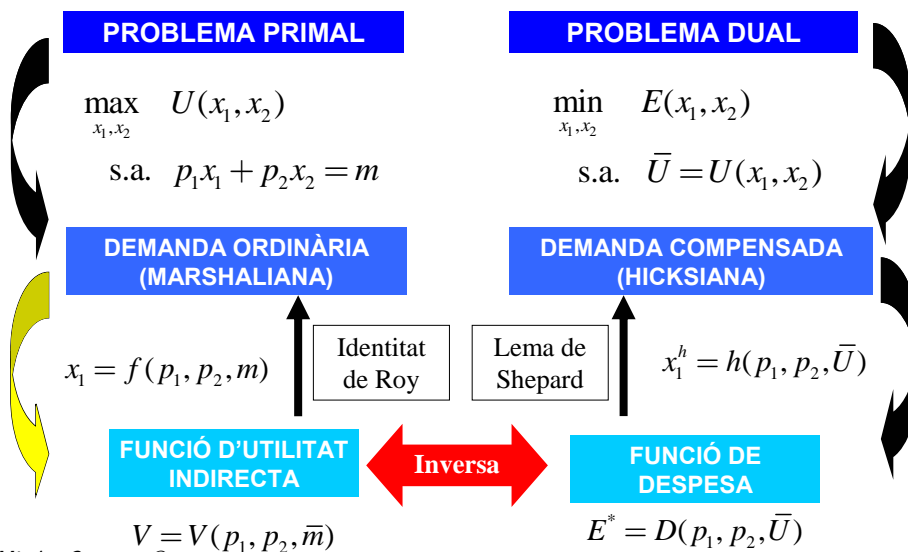 PROBLEMA PRIMAL
max U(x₁, x₂)
x₁, x₂
s.a. p₁x₁ + p₂x₂ = m
DEMANDA ORDINÀRIA
(MARSHALIANA)
x₁ = f(p₁, p₂, m)
Identitat
de Roy
FUNCIÓ D'UTILITAT
INDIRECTA
V = V(p₁, p₂, m̅)
Inversa
PROBLEMA DUAL
min E(x₁, x₂)
x₁, x₂
s.a. U̅ = U(x₁, x₂)
DEMANDA COMPENSADA
(HICKSIANA)
Lema de
Shepard
x₁ʰ = h(p₁, p₂, U̅)
FUNCIÓ DE
DESPESA
E* = D(p₁, p₂, U̅)